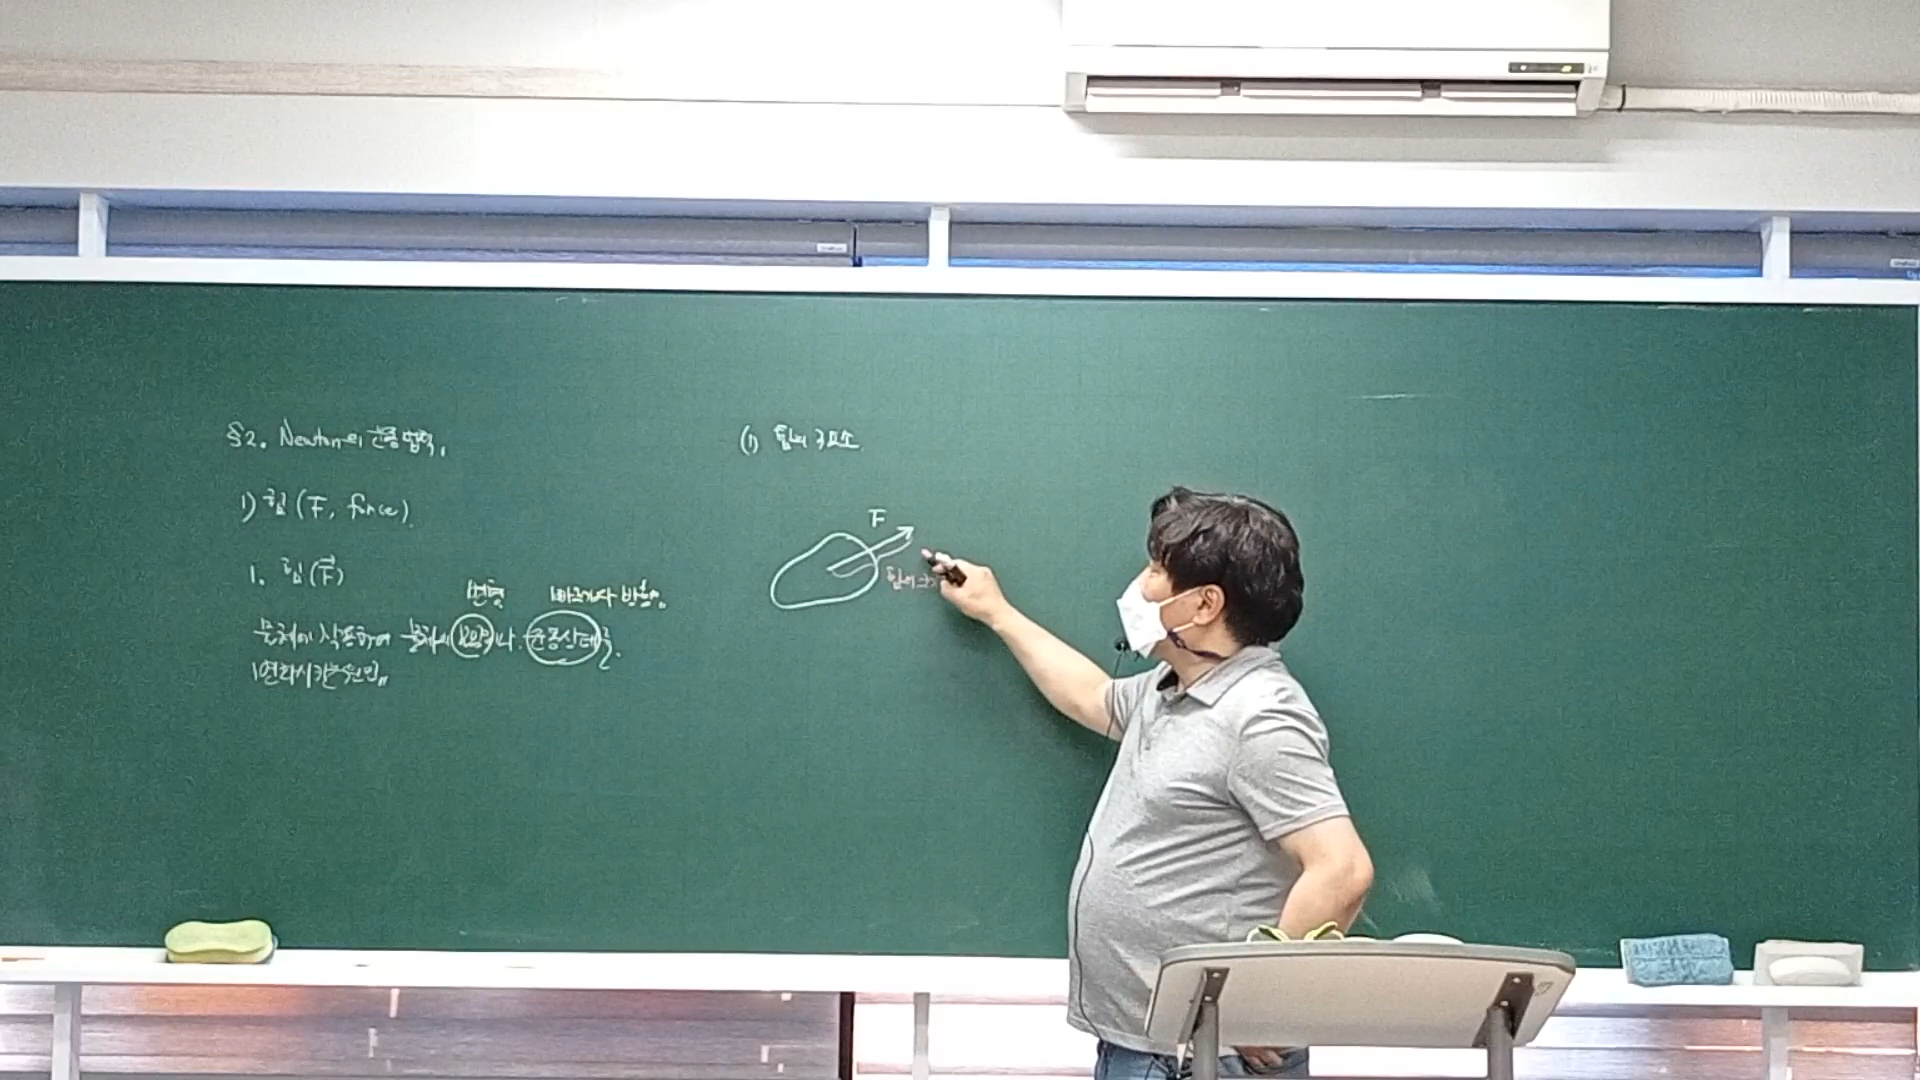 §2. Newton의 운동법칙.
1) 힘 (F, force).
1. 힘(F⃗)
변형 빠르기나 방향.
물체에 작용하여 물체의 모양이나 운동상태를
변화시키는 원인.
(1) 힘의 3요소
F
힘의 크기